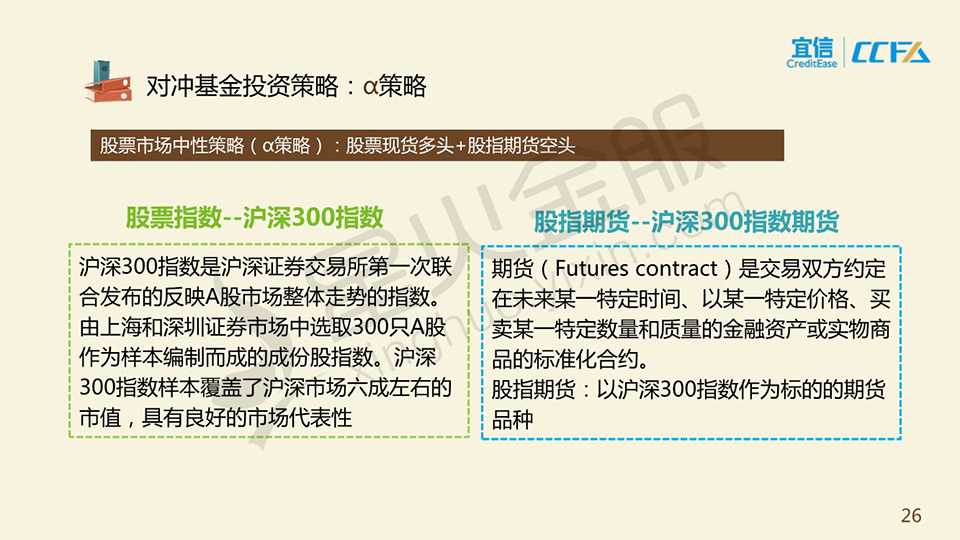 宜信
CreditEase
CCFA
对冲基金投资策略：α策略
股票市场中性策略（α策略）：股票现货多头+股指期货空头
股票指数--沪深300指数
沪深300指数是沪深证券交易所第一次联
合发布的反映A股市场整体走势的指数。
由上海和深圳证券市场中选取300只A股
作为样本编制而成的成份股指数。沪深
300指数样本覆盖了沪深市场六成左右的
市值，具有良好的市场代表性
股指期货--沪深300指数期货
期货（Futures contract）是交易双方约定
在未来某一特定时间、以某一特定价格、买
卖某一特定数量和质量的金融资产或实物商
品的标准化合约。
股指期货：以沪深300指数作为标的的期货
品种
星火金服
xinghuoyixin.com
26